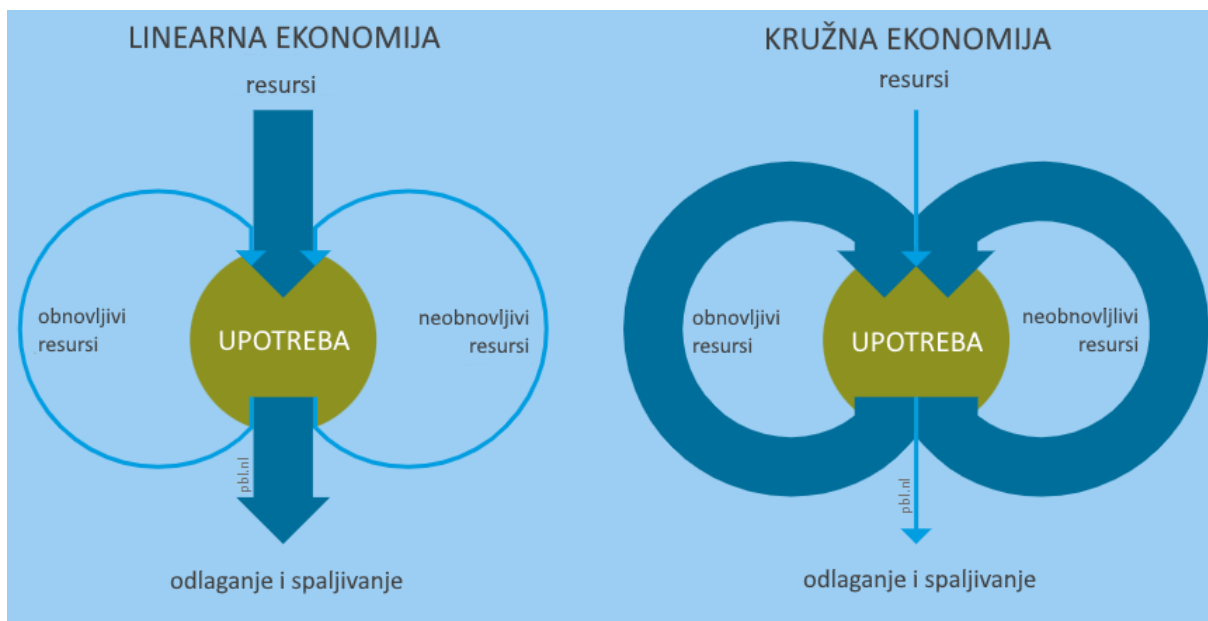 LINEARNA EKONOMIJA
resursi
obnovljivi
resursi
UPOTREBA
neobnovljivi
resursi
pbl.nl
odlaganje i spaljivanje
KRUŽNA EKONOMIJA
resursi
obnovljivi
resursi
UPOTREBA
neobnovljlivi
resursi
pbl.nl
odlaganje i spaljivanje